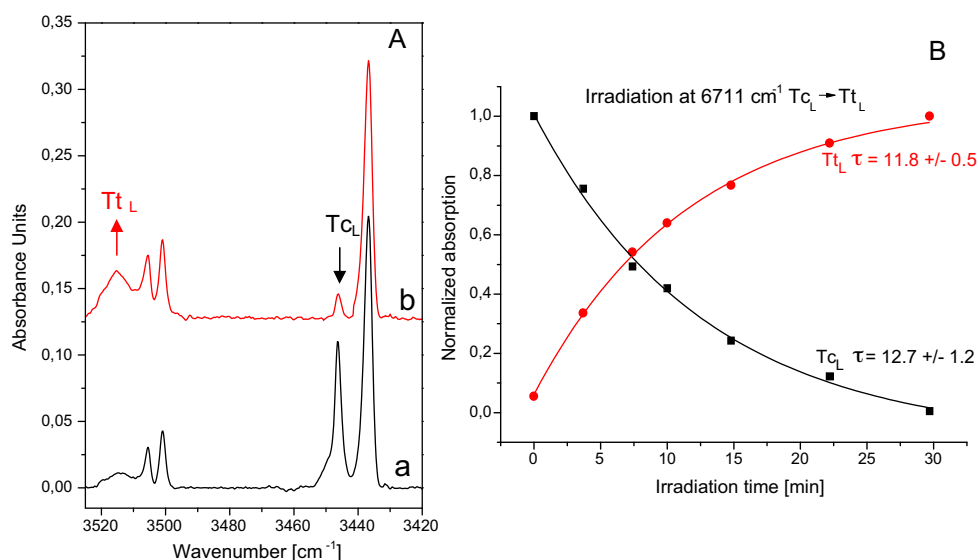 A
0,35
0,30
0,25
0,20
0,15
0,10
0,05
0,00
Absorbance Units
Tt L
TcL
b
a
3520 3500 3480 3460 3440 3420
Wavenumber [cm-1]
B
Irradiation at 6711 cm-1 TcL → TtL
1,0
0,8
0,6
0,4
0,2
0,0
Normalized absorption
TtL τ = 11.8 +/- 0.5
TcL τ = 12.7 +/- 1.2
0 5 10 15 20 25 30
Irradiation time [min]